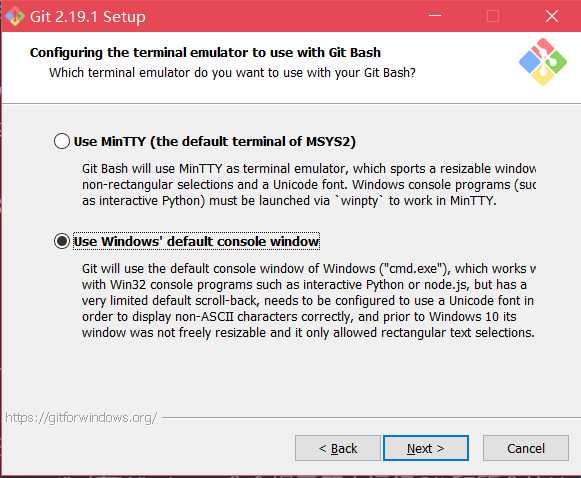 Git 2.19.1 Setup
Configuring the terminal emulator to use with Git Bash
Which terminal emulator do you want to use with your Git Bash?
Use MinTTY (the default terminal of MSYS2)
Git Bash will use MinTTY as terminal emulator, which sports a resizable window
non-rectangular selections and a Unicode font. Windows console programs (suc
as interactive Python) must be launched via `winpty` to work in MinTTY.
Use Windows' default console window
Git will use the default console window of Windows ("cmd.exe"), which works w
with Win32 console programs such as interactive Python or node.js, but has a
very limited default scroll-back, needs to be configured to use a Unicode font in
order to display non-ASCII characters correctly, and prior to Windows 10 its
window was not freely resizable and it only allowed rectangular text selections.
https://gitforwindows.org/
< Back
Next >
Cancel